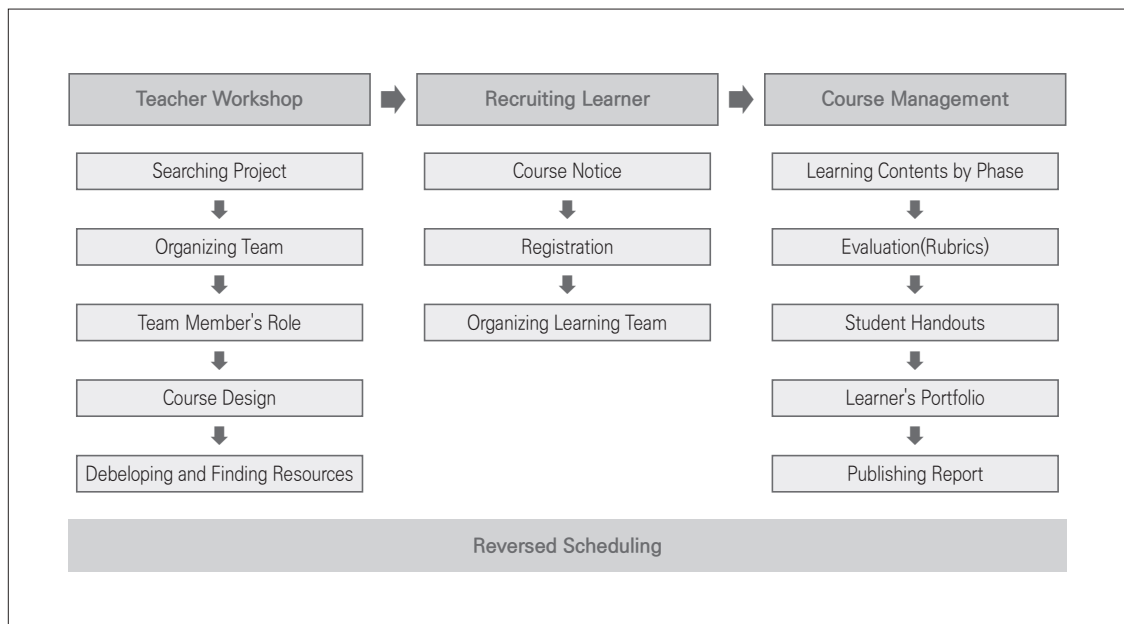 Teacher Workshop
Searching Project
Organizing Team
Team Member's Role
Course Design
Debeloping and Finding Resources
Recruiting Learner
Course Notice
Registration
Organizing Learning Team
Course Management
Learning Contents by Phase
Evaluation(Rubrics)
Student Handouts
Learner's Portfolio
Publishing Report
Reversed Scheduling